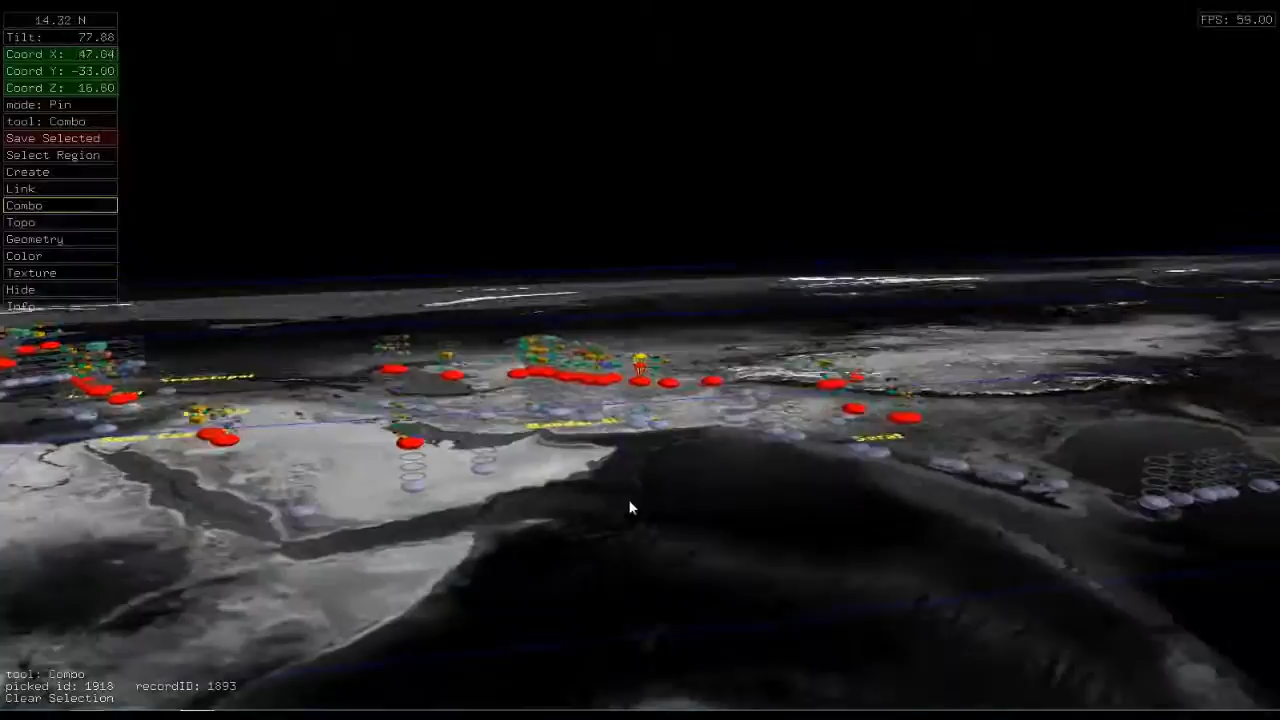 14.32 N
FPS: 59.00
Tilt: 77.88
Coord X: 47.04
Coord Y: -33.00
Coord Z: 16.60
mode: Pin
tool: Combo
Save Selected
Select Region
Create
Link
Combo
Topo
Geometry
Color
Texture
Hide
Info
Surat
tool: Combo
picked id: 1918 recordID: 1893
Clear Selection